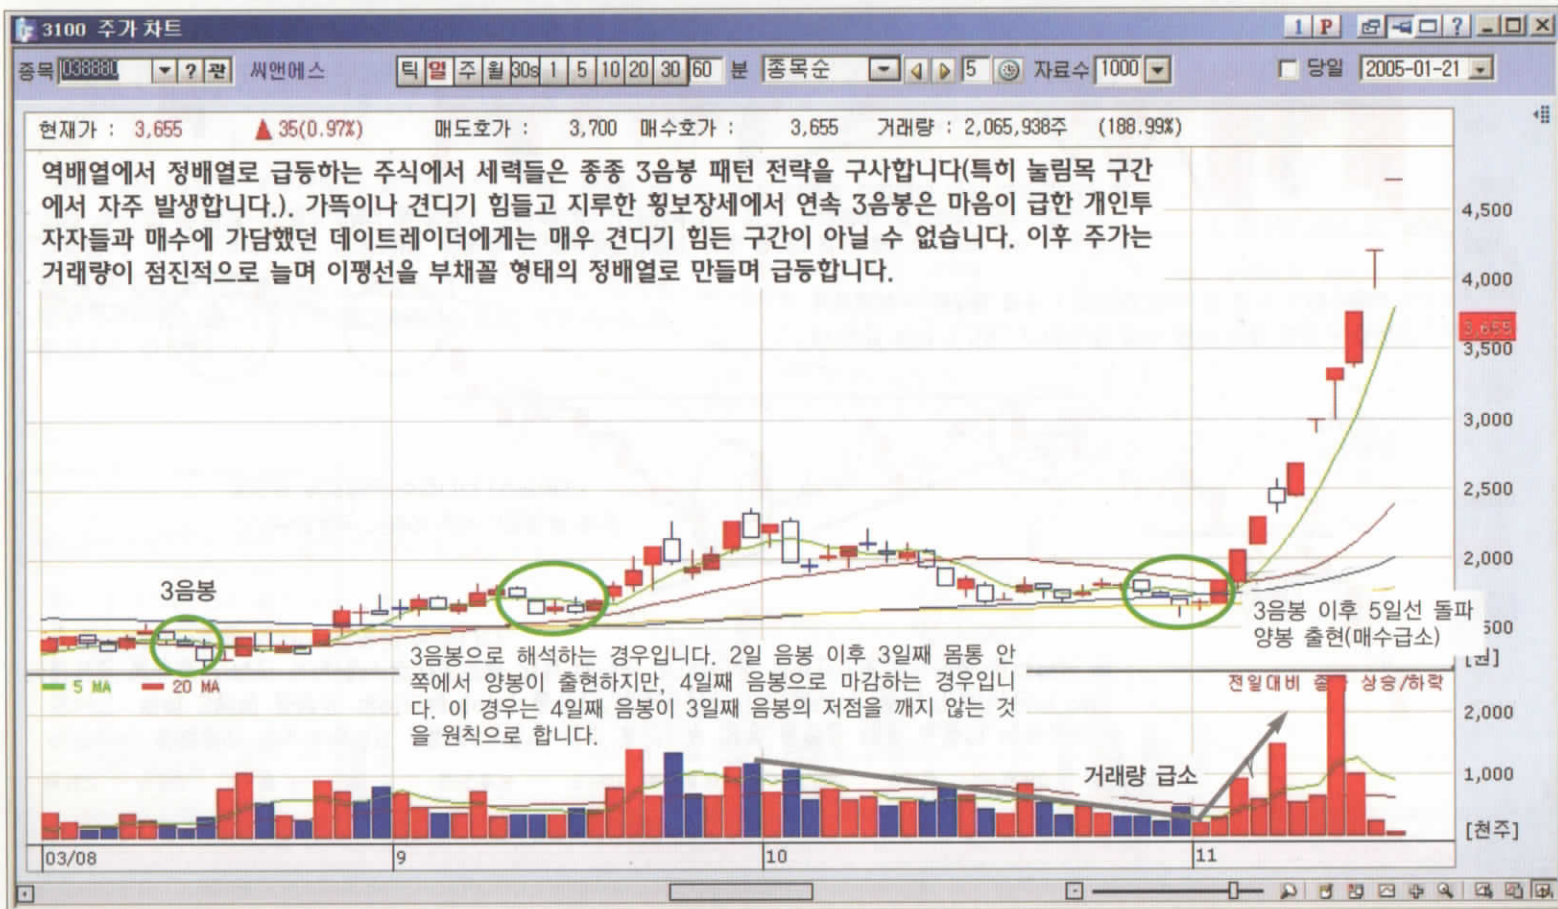 3100 주가 차트
1 P ?
종목 038880 ? 관 씨앤에스 틱 일 주 월 30s 1 5 10 20 30 60 분 종목순 5 자료수 1000 당일 2005-01-21
현재가 : 3,655 ▲ 35(0.97%) 매도호가 : 3,700 매수호가 : 3,655 거래량 : 2,065,938주 (188.99%)
역배열에서 정배열로 급등하는 주식에서 세력들은 종종 3음봉 패턴 전략을 구사합니다(특히 눌림목 구간
에서 자주 발생합니다.). 가뜩이나 견디기 힘들고 지루한 횡보장세에서 연속 3음봉은 마음이 급한 개인투
자자들과 매수에 가담했던 데이트레이더에게는 매우 견디기 힘든 구간이 아닐 수 없습니다. 이후 주가는
거래량이 점진적으로 늘며 이평선을 부채꼴 형태의 정배열로 만들며 급등합니다.
4,500
4,000
3,655
3,500
3,000
2,500
2,000
3음봉
3음봉 이후 5일선 돌파
양봉 출현(매수급소)
500
[원]
3음봉으로 해석하는 경우입니다. 2일 음봉 이후 3일째 몸통 안
쪽에서 양봉이 출현하지만, 4일째 음봉으로 마감하는 경우입니
다. 이 경우는 4일째 음봉이 3일째 음봉의 저점을 깨지 않는 것
을 원칙으로 합니다.
5 MA 20 MA
전일대비 상승/하락
2,000
거래량 급소
1,000
[천주]
03/08 9 10 11